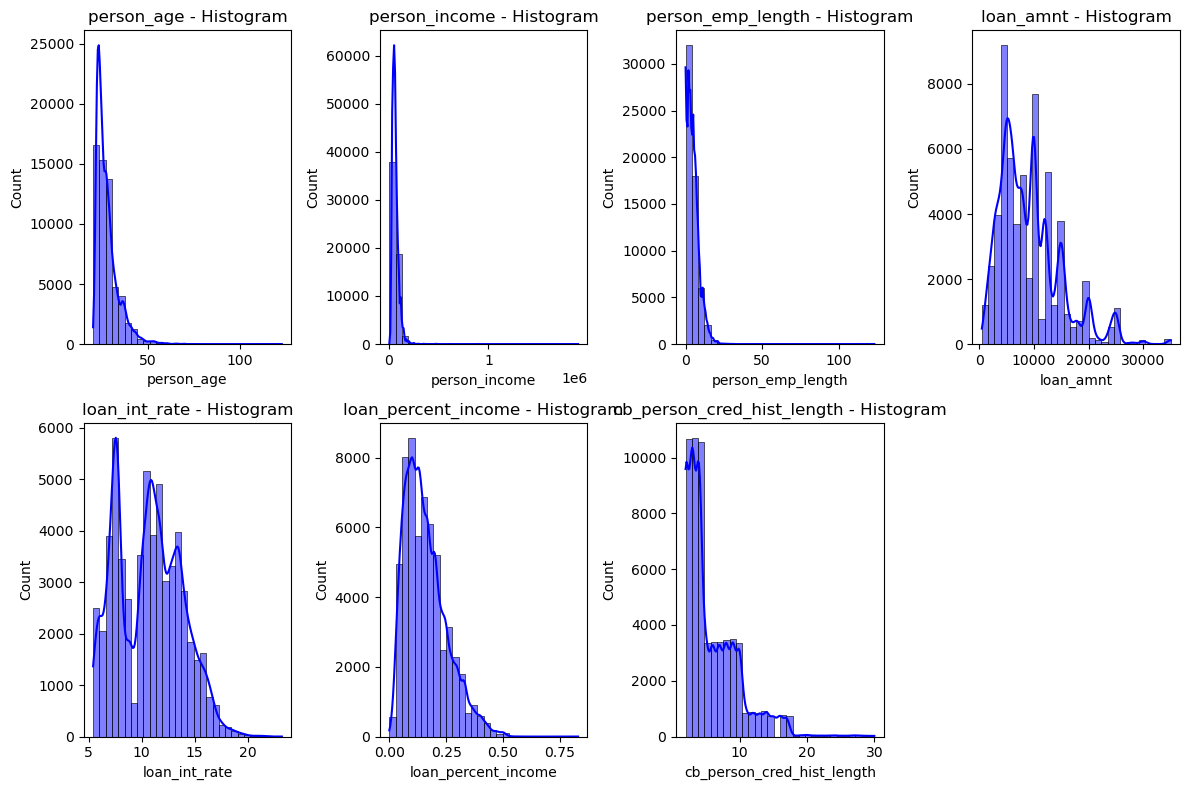 person_age - Histogram
Count
25000
20000
15000
10000
5000
0
50
100
person_age
person_income - Histogram
Count
60000
50000
40000
30000
20000
10000
0
0
1
1e6
person_income
person_emp_length - Histogram
Count
30000
25000
20000
15000
10000
5000
0
0
50
100
person_emp_length
loan_amnt - Histogram
Count
8000
6000
4000
2000
0
0
10000
20000
30000
loan_amnt
loan_int_rate - Histogram
Count
6000
5000
4000
3000
2000
1000
0
5
10
15
20
loan_int_rate
loan_percent_income - Histogram
Count
8000
6000
4000
2000
0
0.00
0.25
0.50
0.75
loan_percent_income
cb_person_cred_hist_length - Histogram
Count
10000
8000
6000
4000
2000
0
10
20
30
cb_person_cred_hist_length